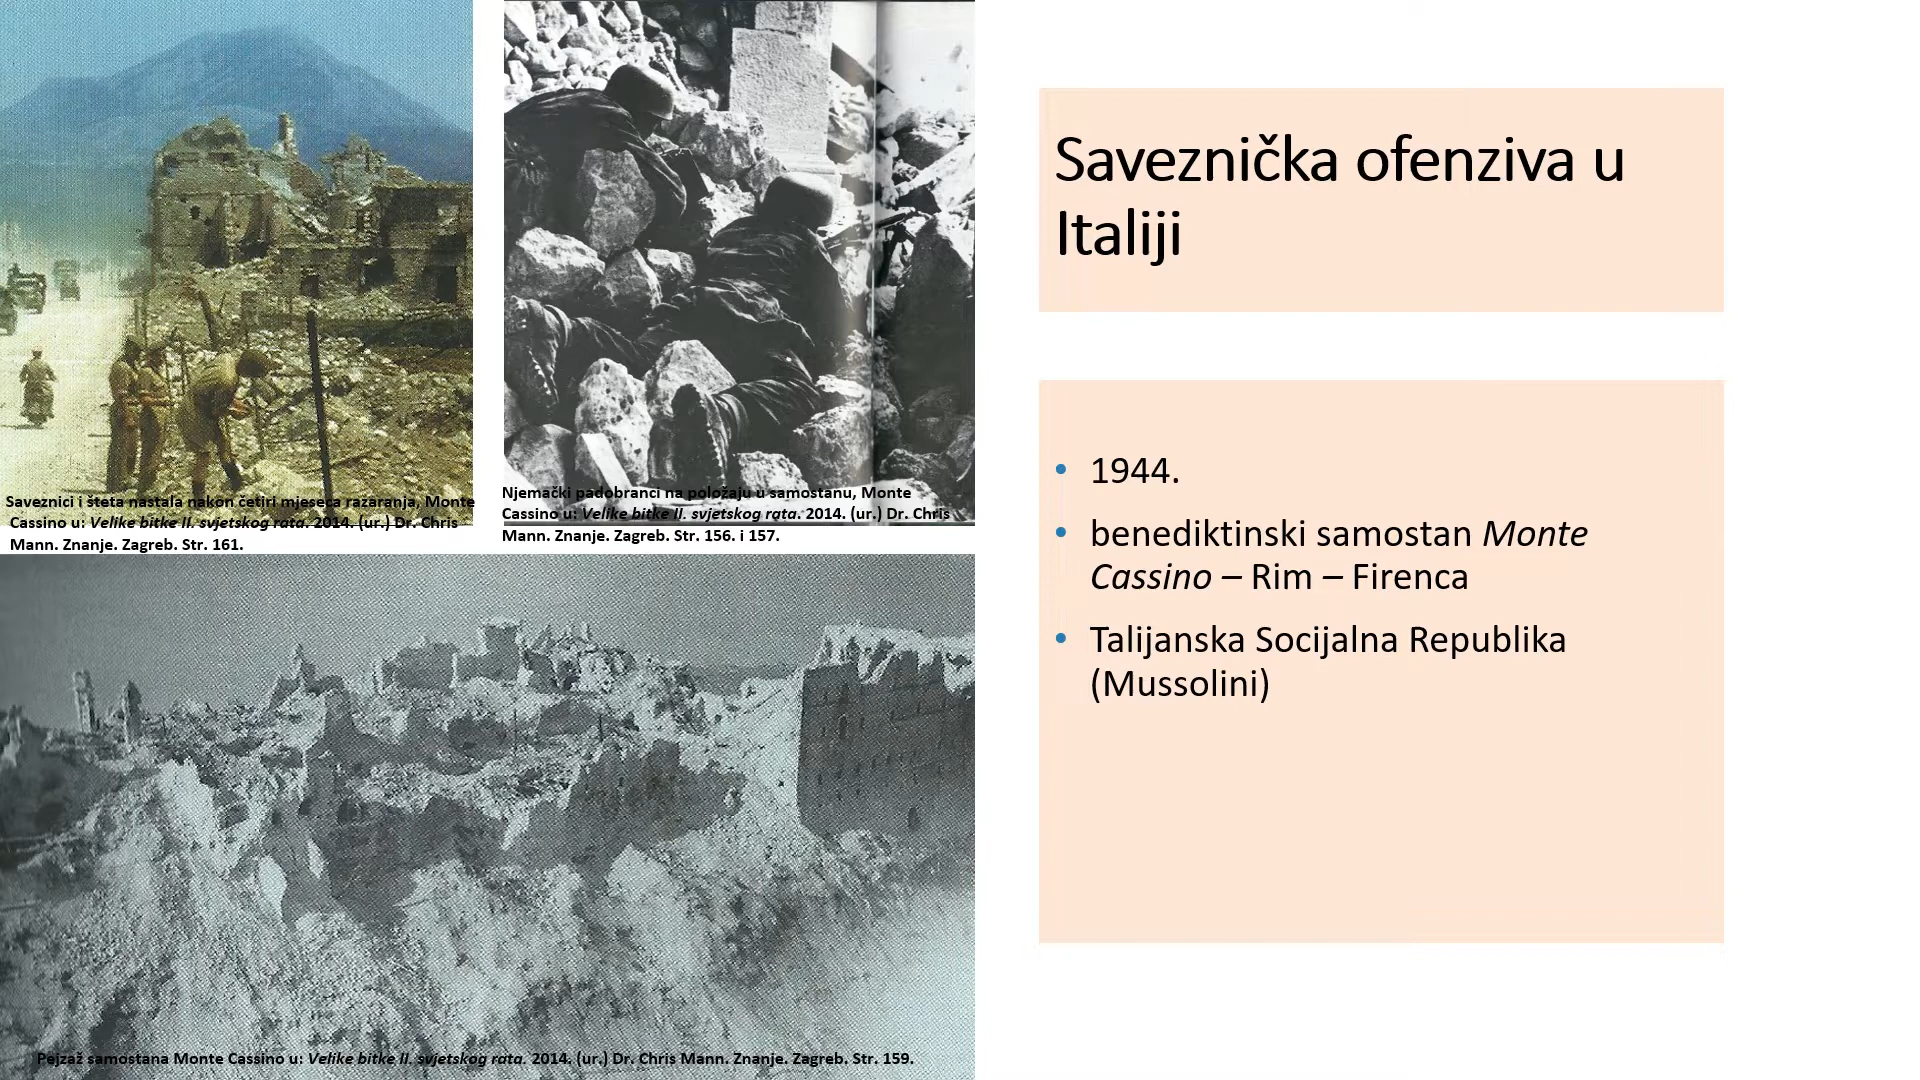 Saveznička ofenziva u
Italiji
• 1944.
• benediktinski samostan Monte
Cassino – Rim – Firenca
• Talijanska Socijalna Republika
(Mussolini)
Saveznici i šteta nastala nakon četiri mjeseca razaranja, Monte
Cassino u: Velike bitke II. svjetskog rata. 2014. (ur.) Dr. Chris
Mann. Znanje. Zagreb. Str. 161.
Njemački padobranci na položaju u samostanu, Monte
Cassino u: Velike bitke II. svjetskog rata. 2014. (ur.) Dr. Chris
Mann. Znanje. Zagreb. Str. 156. i 157.
Pejzaž samostana Monte Cassino u: Velike bitke II. svjetskog rata. 2014. (ur.) Dr. Chris Mann. Znanje. Zagreb. Str. 159.